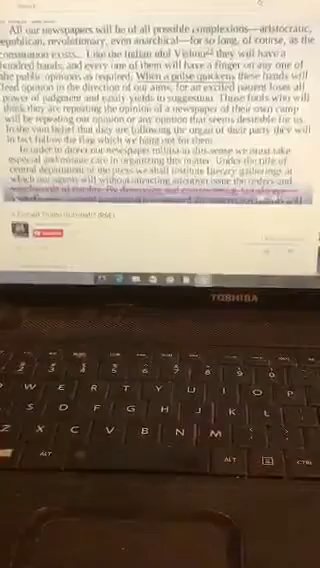 All our newspapers will be of all possible complexions—aristocratic,
republican, revolutionary, even anarchical—for so long, of course, as the
constitution exists... Like the Indian idol Vishnu they will have a
hundred hands, and every one of them will have a finger on any one of
the public opinions as required. When a pulse quickens these hands will
lead opinion in the direction of our aims, for an excited patient loses all
power of judgment and easily yields to suggestion. Those fools who will
think they are repeating the opinion of a newspaper of their own camp
will be repeating our opinion or any opinion that seems desirable for us.
In the vain belief that they are following the organ of their party they will
in fact follow the flag which we hang out for them.
In order to direct our newspaper militia in this sense we must take
especial and minute care in organizing this matter. Under the title of
central department of the press we shall institute literary gatherings at
which our agents will without attracting attention issue the orders and
TOSHIBA
W E R T Y U I O P
S D F G H J K L
Z X C V B N M
ALT ALT CTRL